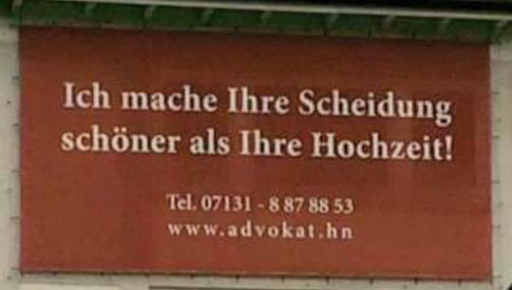 Ich mache Ihre Scheidung
schöner als Ihre Hochzeit!
Tel. 07131 - 8 87 88 53
www.advokat.hn